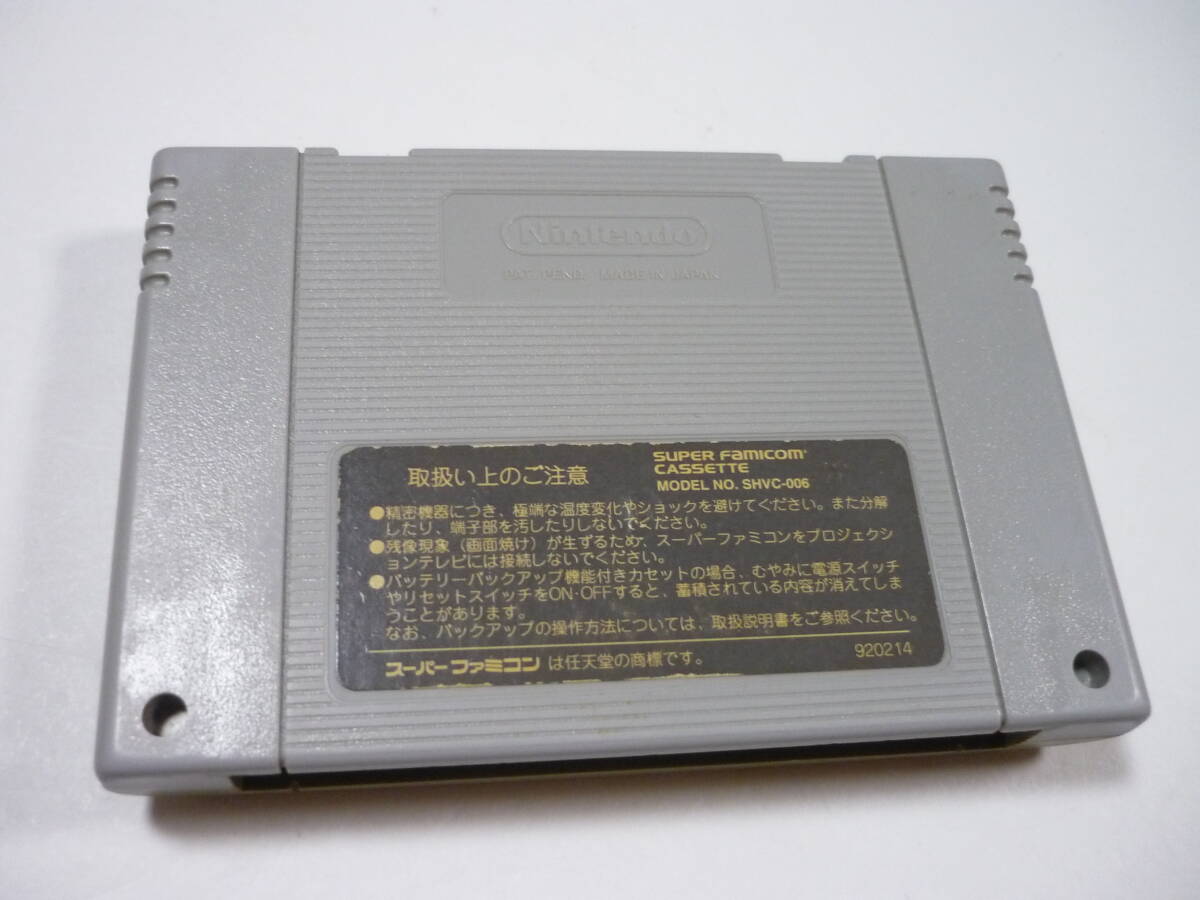 Nintendo
PAT. PEND. MADE IN JAPAN
取扱い上のご注意
SUPER FAMICOM
CASSETTE
MODEL NO. SHVC-006
●精密機器につき、極端な温度変化やショックを避けてください。また分解
したり、端子部を汚したりしないでください。
●残像現象（画面焼け）が生ずるため、スーパーファミコンをプロジェクシ
ョンテレビには接続しないでください。
●バッテリーバックアップ機能付きカセットの場合、むやみに電源スイッチ
やリセットスイッチをON・OFFすると、蓄積されている内容が消えてしま
うことがあります。
なお、バックアップの操作方法については、取扱説明書をご参照ください。
スーパーファミコン は任天堂の商標です。
920214